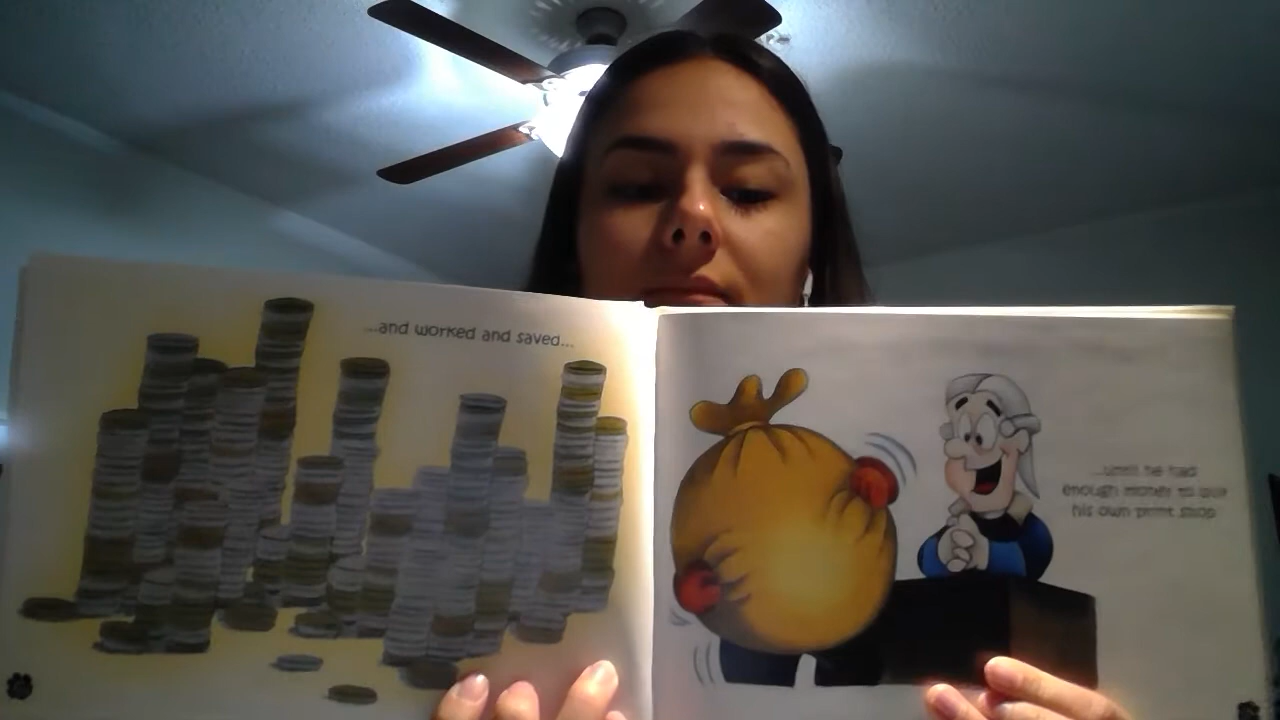 ...and worked and saved...
...until he had
enough money to buy
his own print shop